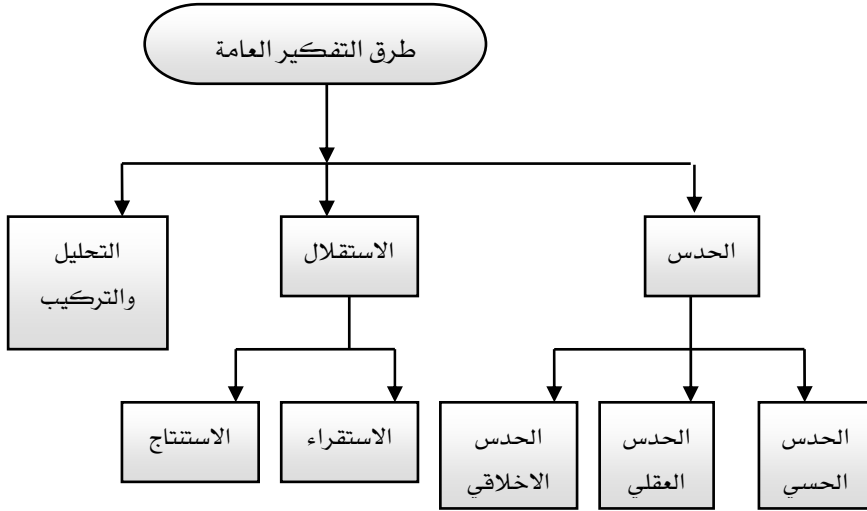 طرق التفكير العامة
الحدس
الاستقلال
التحليل
والتركيب
الحدس
الحسي
الحدس
العقلي
الحدس
الاخلاقي
الاستقراء
الاستنتاج